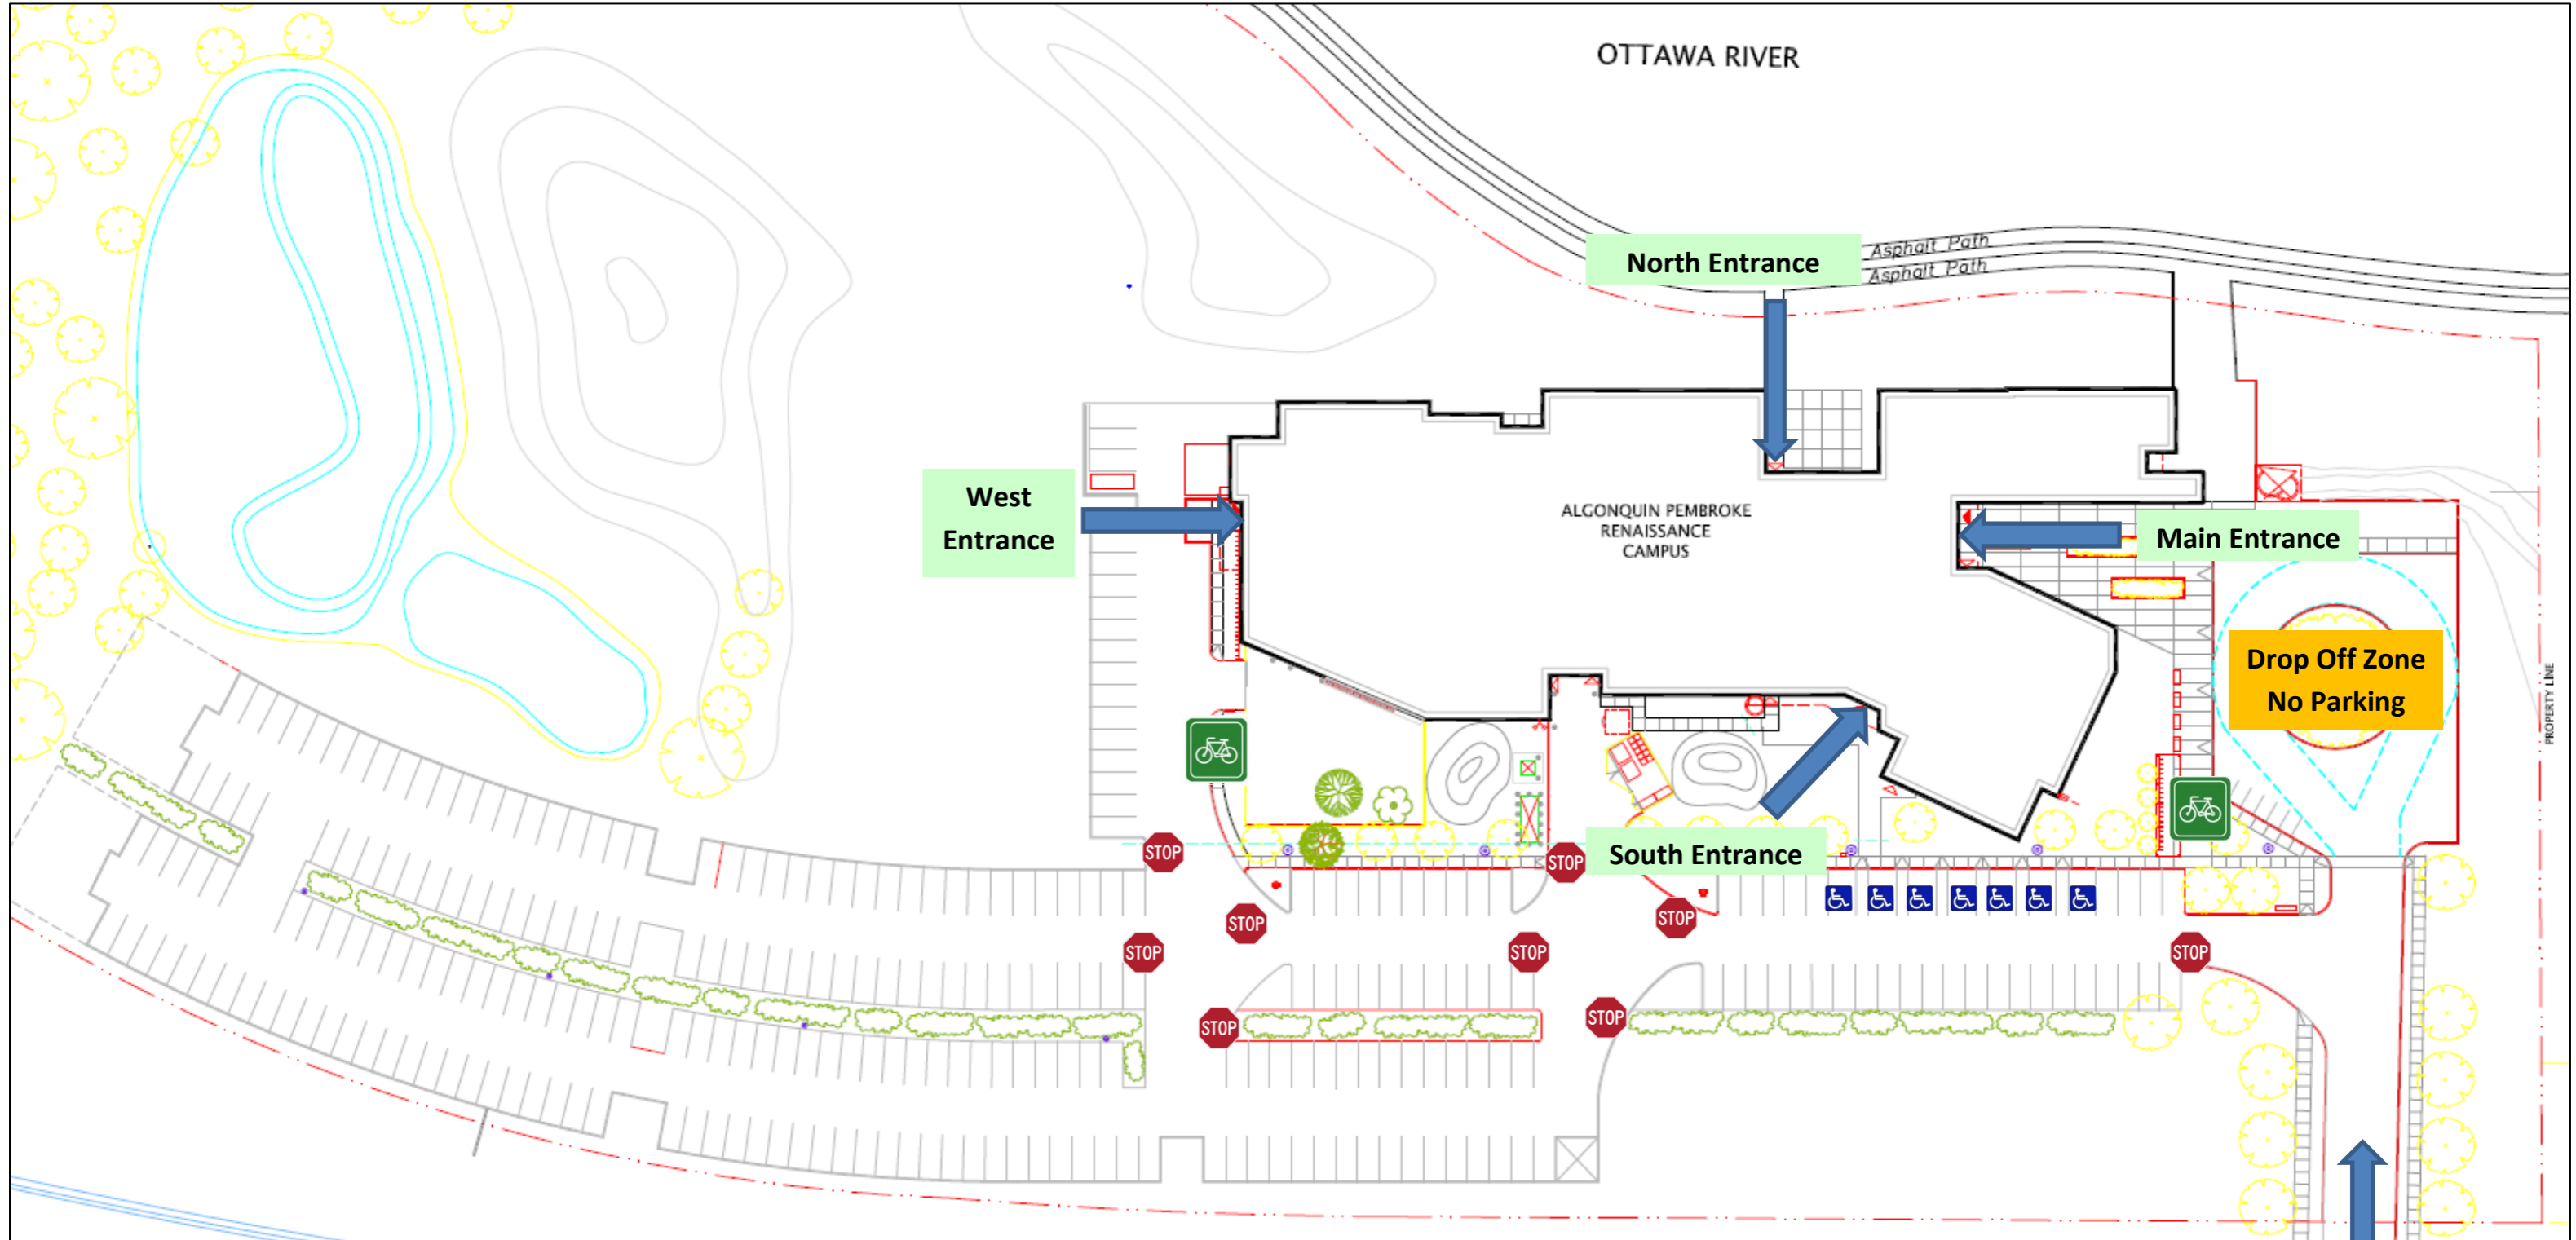 OTTAWA RIVER
North Entrance
Asphalt Path
Asphalt Path
West
Entrance
ALGONQUIN PEMBROKE
RENAISSANCE
CAMPUS
Main Entrance
Drop Off Zone
No Parking
PROPERTY LINE
South Entrance
STOP
STOP
STOP
STOP
STOP
STOP
STOP
STOP
STOP
STOP